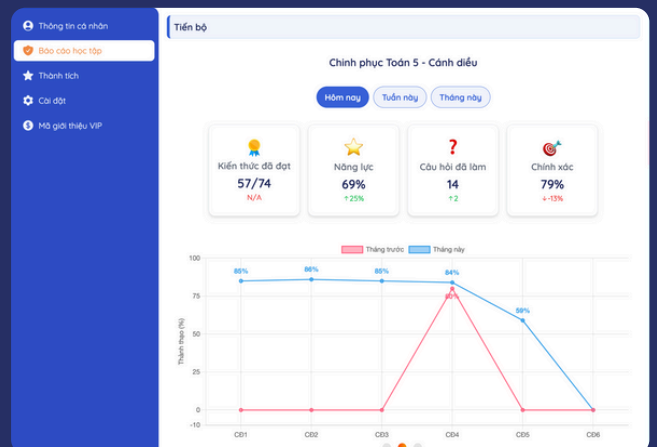 Thông tin cá nhân
Báo cáo học tập
Thành tích
Cài đặt
Mã giới thiệu VIP
Tiến bộ
Chinh phục Toán 5 - Cánh diều
Hôm nay Tuần này Tháng này
Kiến thức đã đạt
57/74
N/A
Năng lực
69%
↑25%
Câu hỏi đã làm
14
↑2
Chính xác
79%
↓-13%
Tháng trước Tháng này
Thành thạo (%)
100
75
50
25
0
-10
85% 86% 85% 84% 59%
80%
CĐ1 CĐ2 CĐ3 CĐ4 CĐ5 CĐ6